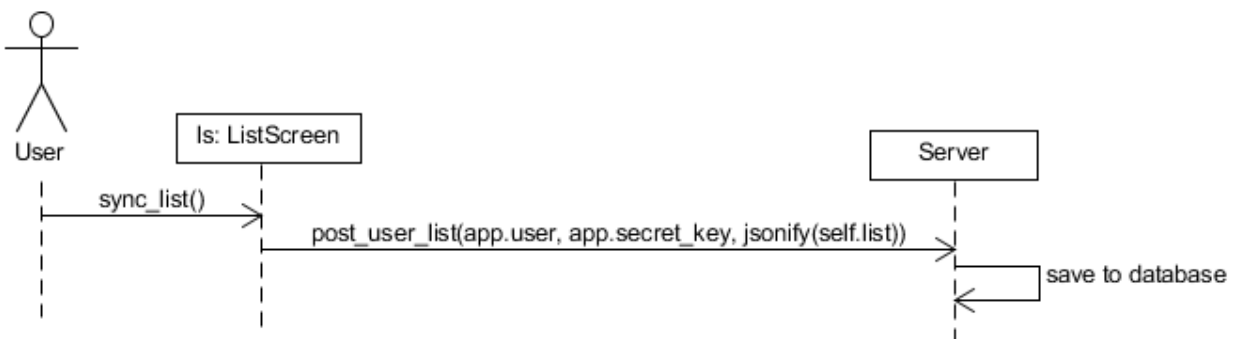 User
ls: ListScreen
Server
sync_list()
post_user_list(app.user, app.secret_key, jsonify(self.list))
save to database